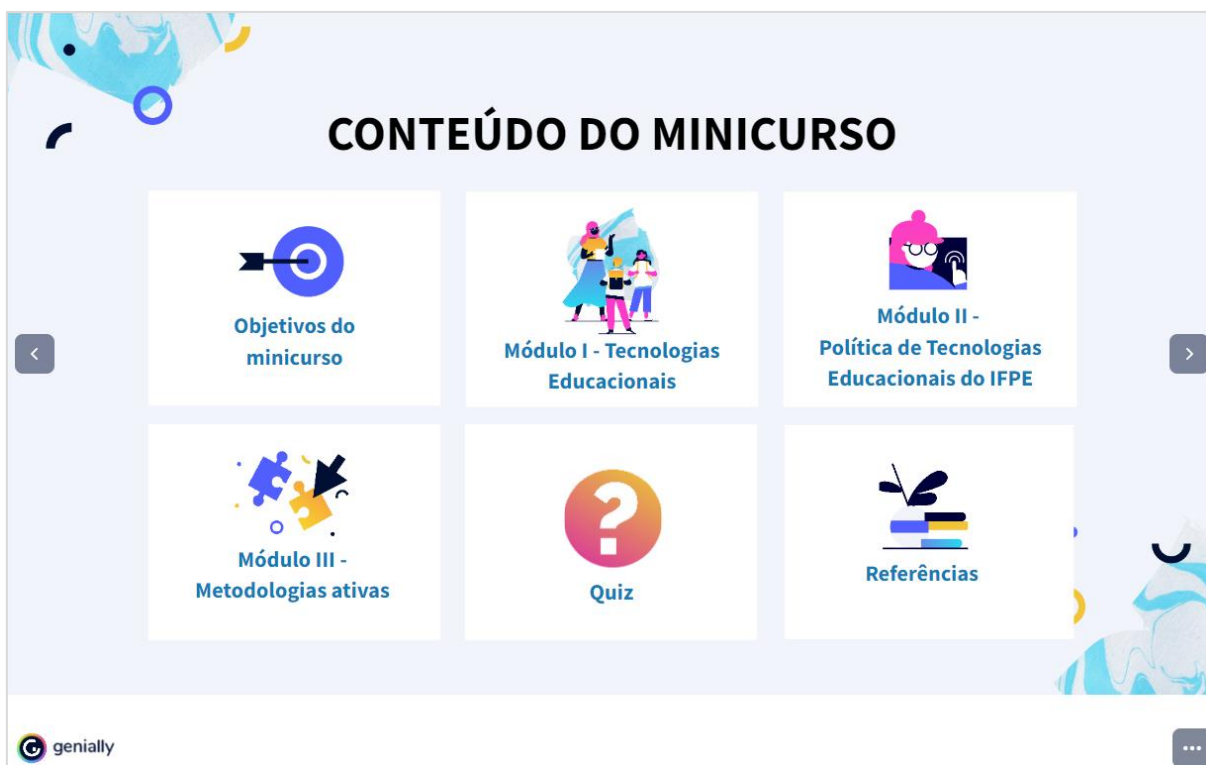 CONTEÚDO DO MINICURSO
Objetivos do
minicurso
Módulo I - Tecnologias
Educacionais
Módulo II -
Política de Tecnologias
Educacionais do IFPE
Módulo III -
Metodologias ativas
?
Quiz
Referências
G genially